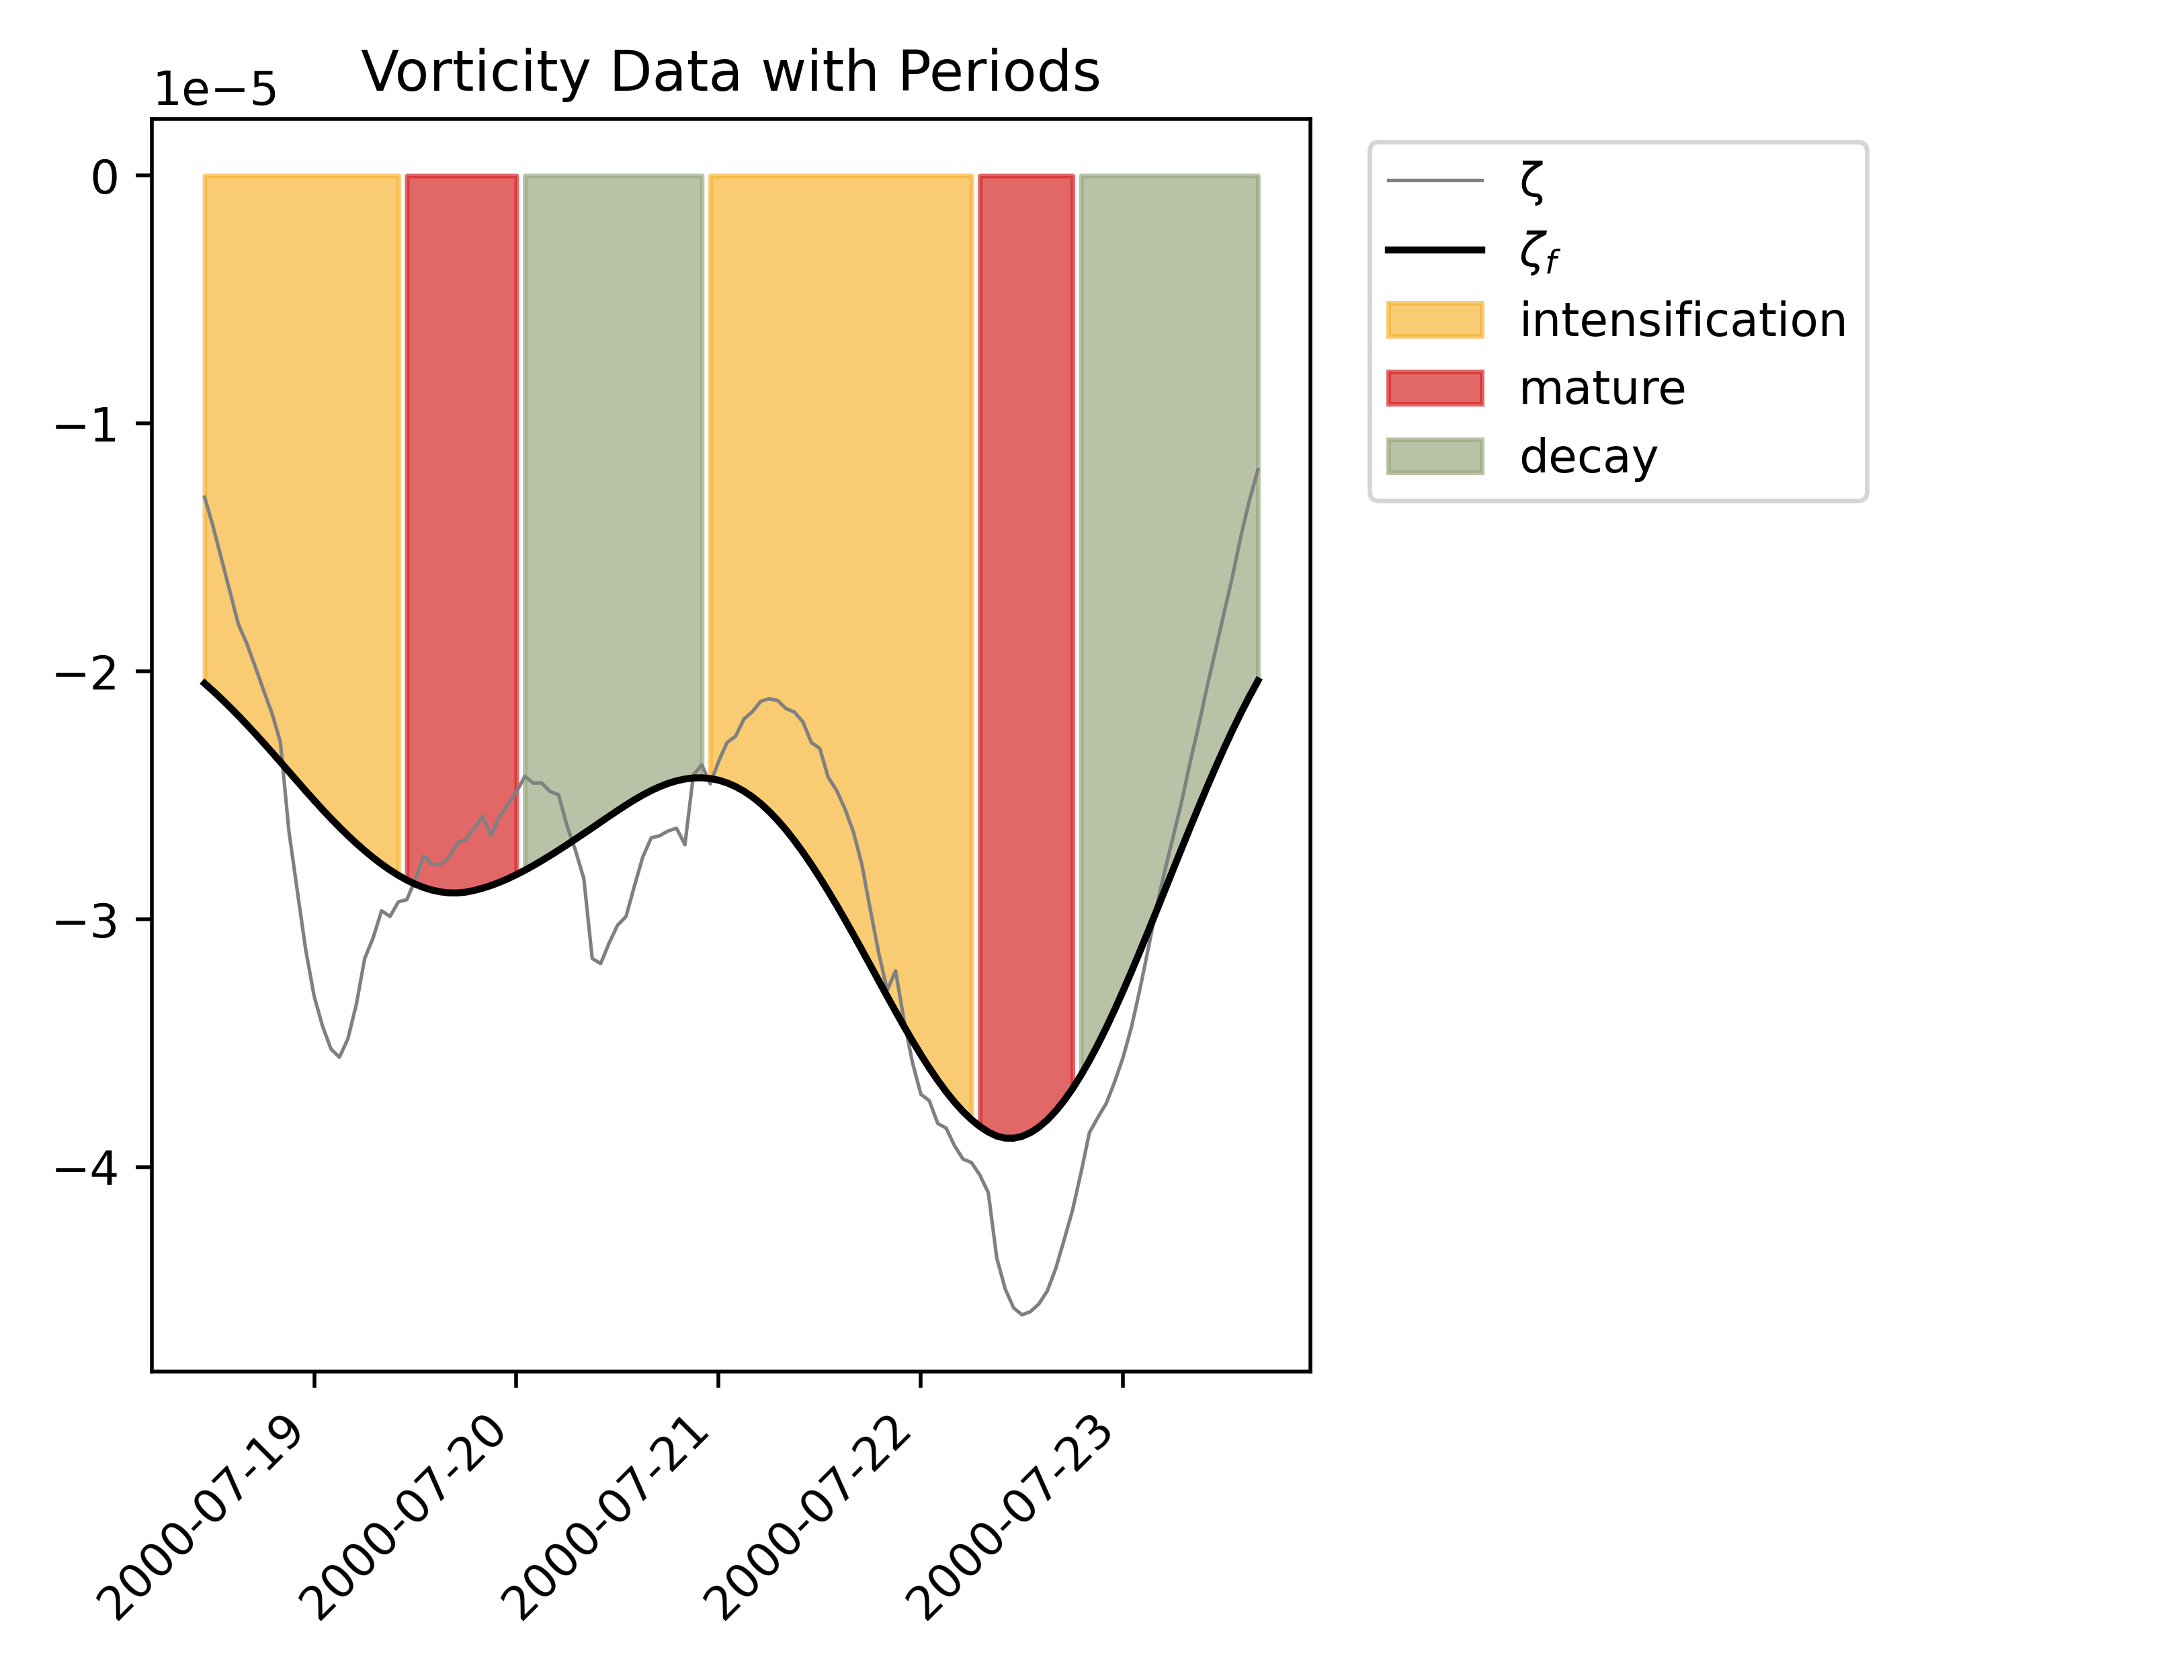 Vorticity Data with Periods
1e−5
0
−1
−2
−3
−4
2000-07-19
2000-07-20
2000-07-21
2000-07-22
2000-07-23
ζ
ζf
intensification
mature
decay